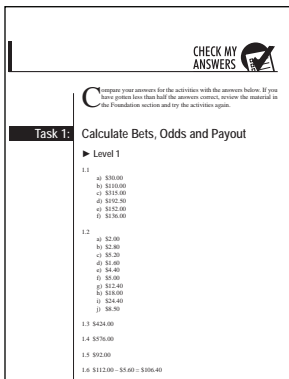 CHECK MY
ANSWERS
Compare your answers for the activities with the answers below. If you
have gotten less than half the answers correct, review the material in
the Foundation section and try the activities again.
Task 1: Calculate Bets, Odds and Payout
► Level 1
1.1
a) $30.00
b) $110.00
c) $315.00
d) $192.50
e) $152.00
f) $136.00
1.2
a) $2.00
b) $2.80
c) $5.20
d) $1.60
e) $4.40
f) $5.00
g) $12.40
h) $18.00
i) $24.40
j) $8.50
1.3 $424.00
1.4 $576.00
1.5 $92.00
1.6 $112.00 – $5.60 = $106.40